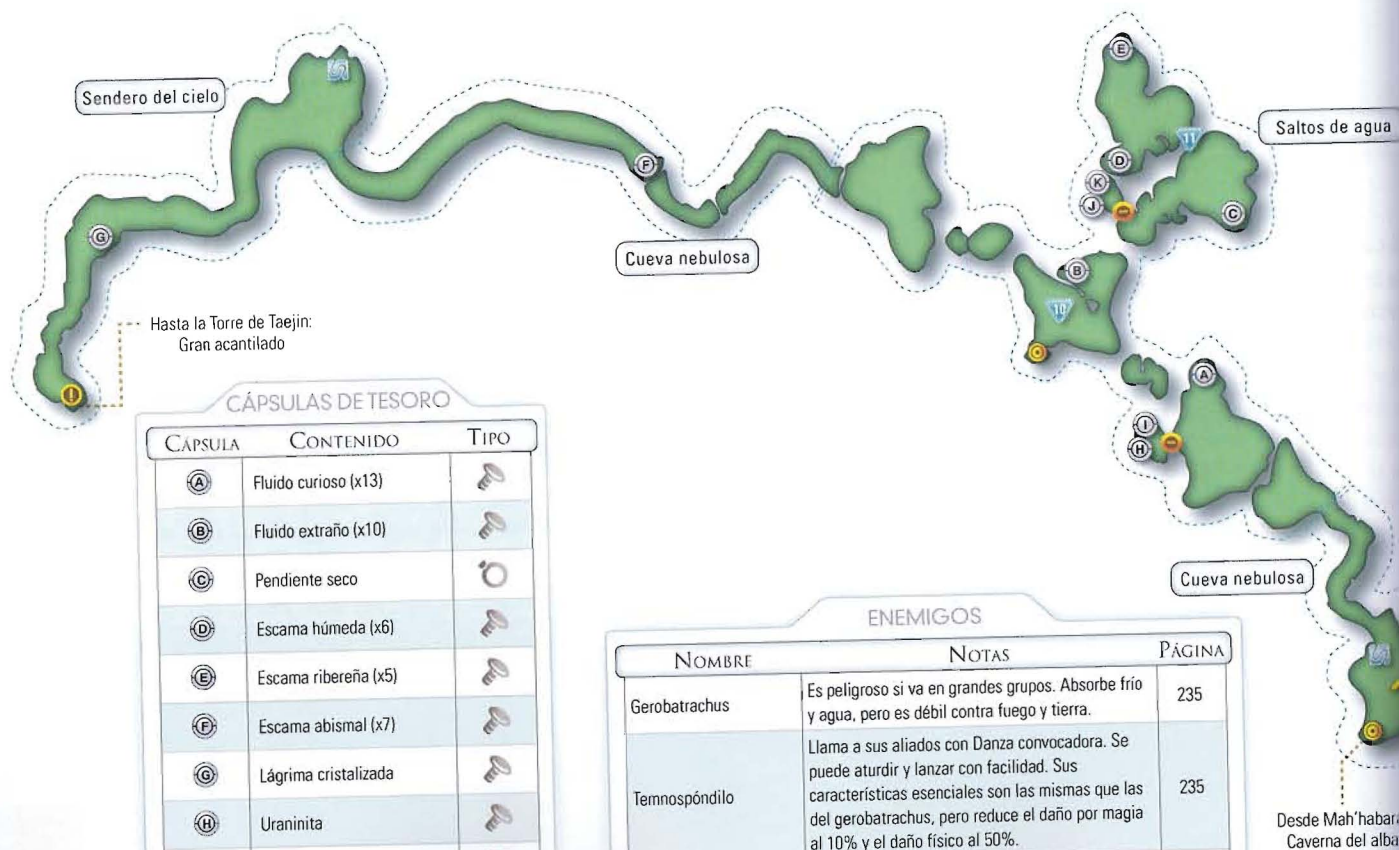 Sendero del cielo
E
Saltos de agua
11
D
F
K
J
C
G
Cueva nebulosa
B
10
Hasta la Torre de Taejin:
Gran acantilado
A
I
H
Cueva nebulosa
Desde Mah'habara
Caverna del alba
CÁPSULAS DE TESORO
CÁPSULA CONTENIDO TIPO
A Fluido curioso (x13)
B Fluido extraño (x10)
C Pendiente seco
D Escama húmeda (x6)
E Escama ribereña (x5)
F Escama abismal (x7)
G Lágrima cristalizada
H Uraninita
ENEMIGOS
NOMBRE NOTAS PÁGINA
Gerobatrachus Es peligroso si va en grandes grupos. Absorbe frío
y agua, pero es débil contra fuego y tierra. 235
Temnospóndilo Llama a sus aliados con Danza convocadora. Se
puede aturdir y lanzar con facilidad. Sus
características esenciales son las mismas que las
del gerobatrachus, pero reduce el daño por magia
al 10% y el daño físico al 50%. 235